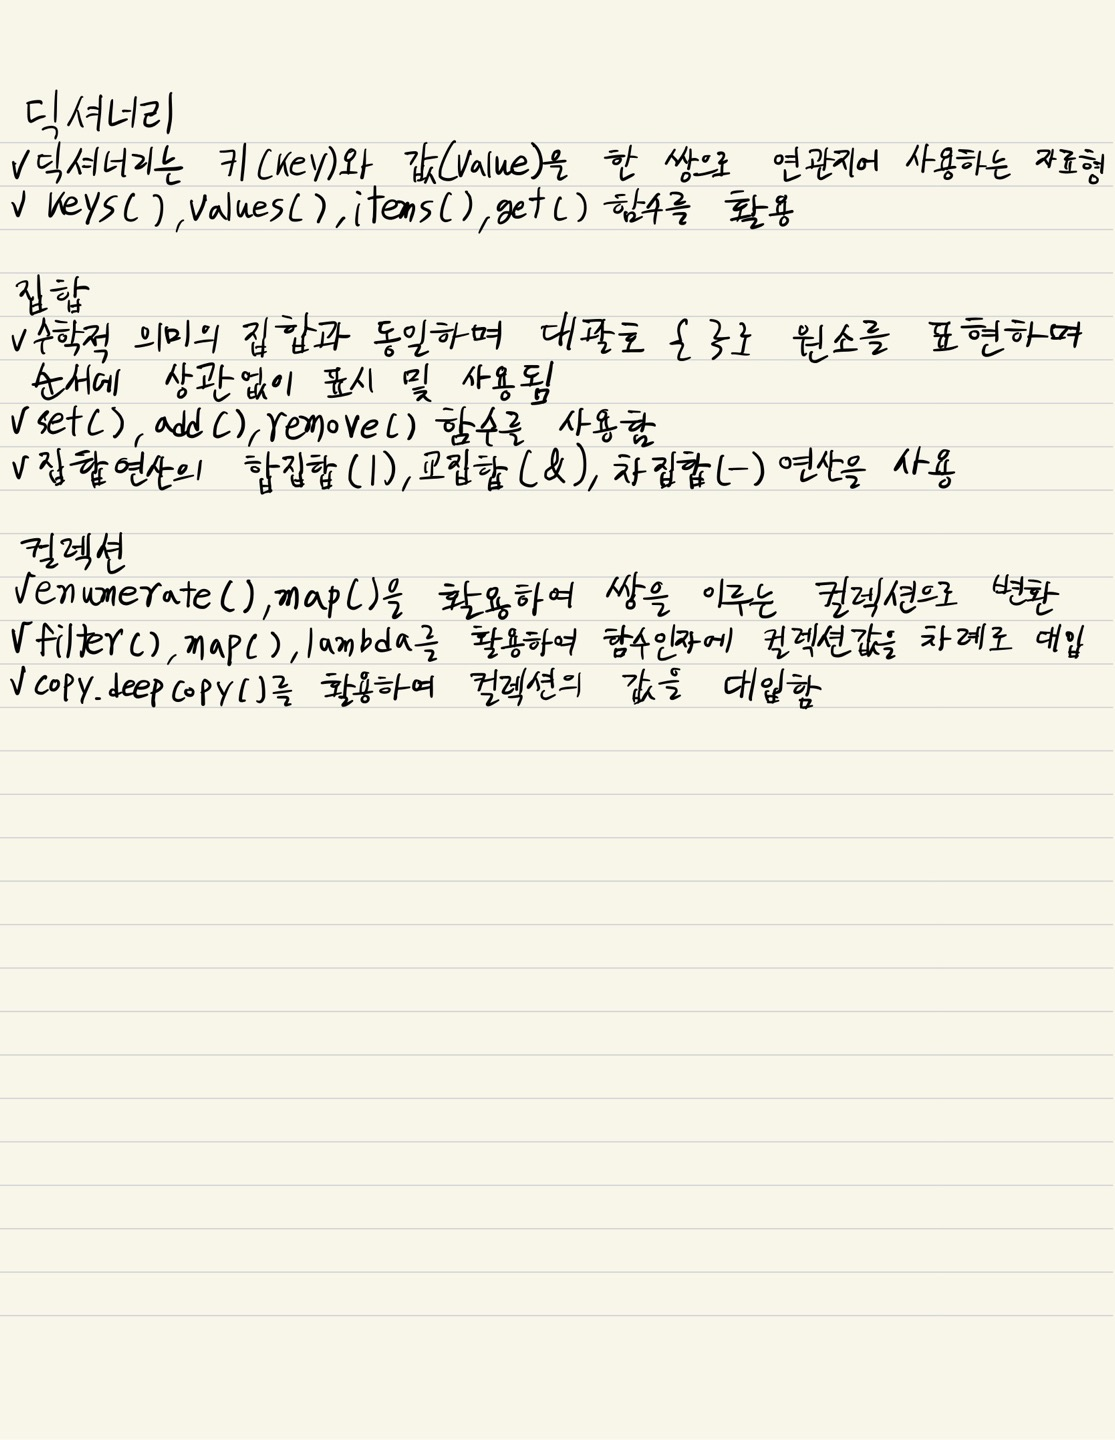 딕셔너리
✓딕셔너리는 키(key)와 값(value)을 한 쌍으로 연관지어 사용하는 자료형
✓ keys(), values(), items(), get() 함수를 활용
집합
✓수학적 의미의 집합과 동일하며 대괄호 { }로 원소를 표현하며
순서에 상관없이 표시 및 사용됨
✓set(), add(), remove() 함수를 사용함
✓집합연산의 합집합(|), 교집합(&), 차집합(-) 연산을 사용
컬렉션
✓enumerate(), map()을 활용하여 쌍을 이루는 컬렉션으로 변환
✓filter(), map(), lambda를 활용하여 함수인자에 컬렉션값을 차례로 대입
✓copy.deepcopy()를 활용하여 컬렉션의 값을 대입함